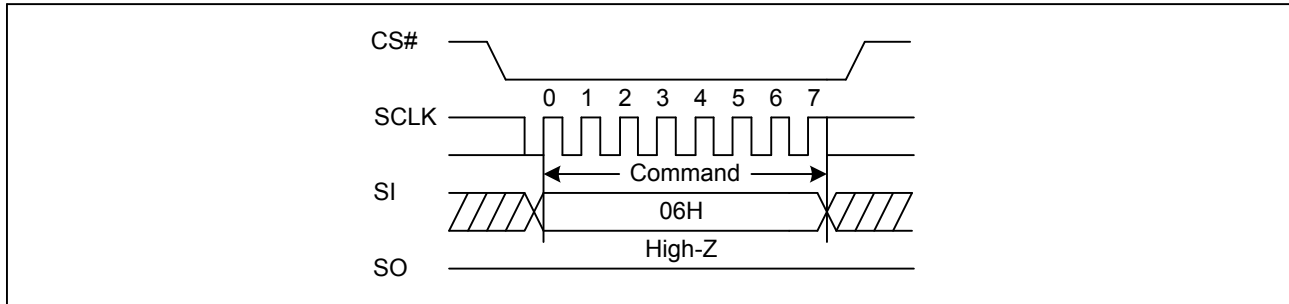 CS#
0 1 2 3 4 5 6 7
SCLK
Command
SI
06H
High-Z
SO